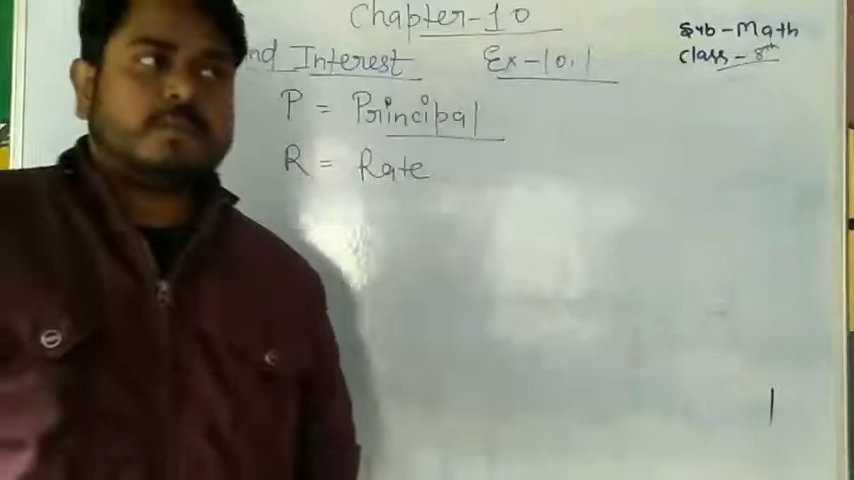 Chapter-10
nd Interest Ex-10.1
Sub-Math
Class-8th
P = Principal
R = Rate